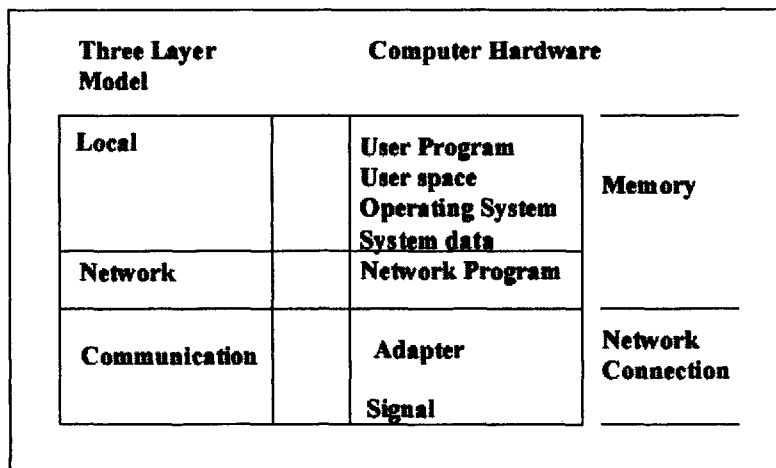 Three Layer
Model
Computer Hardware
Local
User Program
User space
Operating System
System data
Memory
Network
Network Program
Communication
Adapter
Signal
Network
Connection